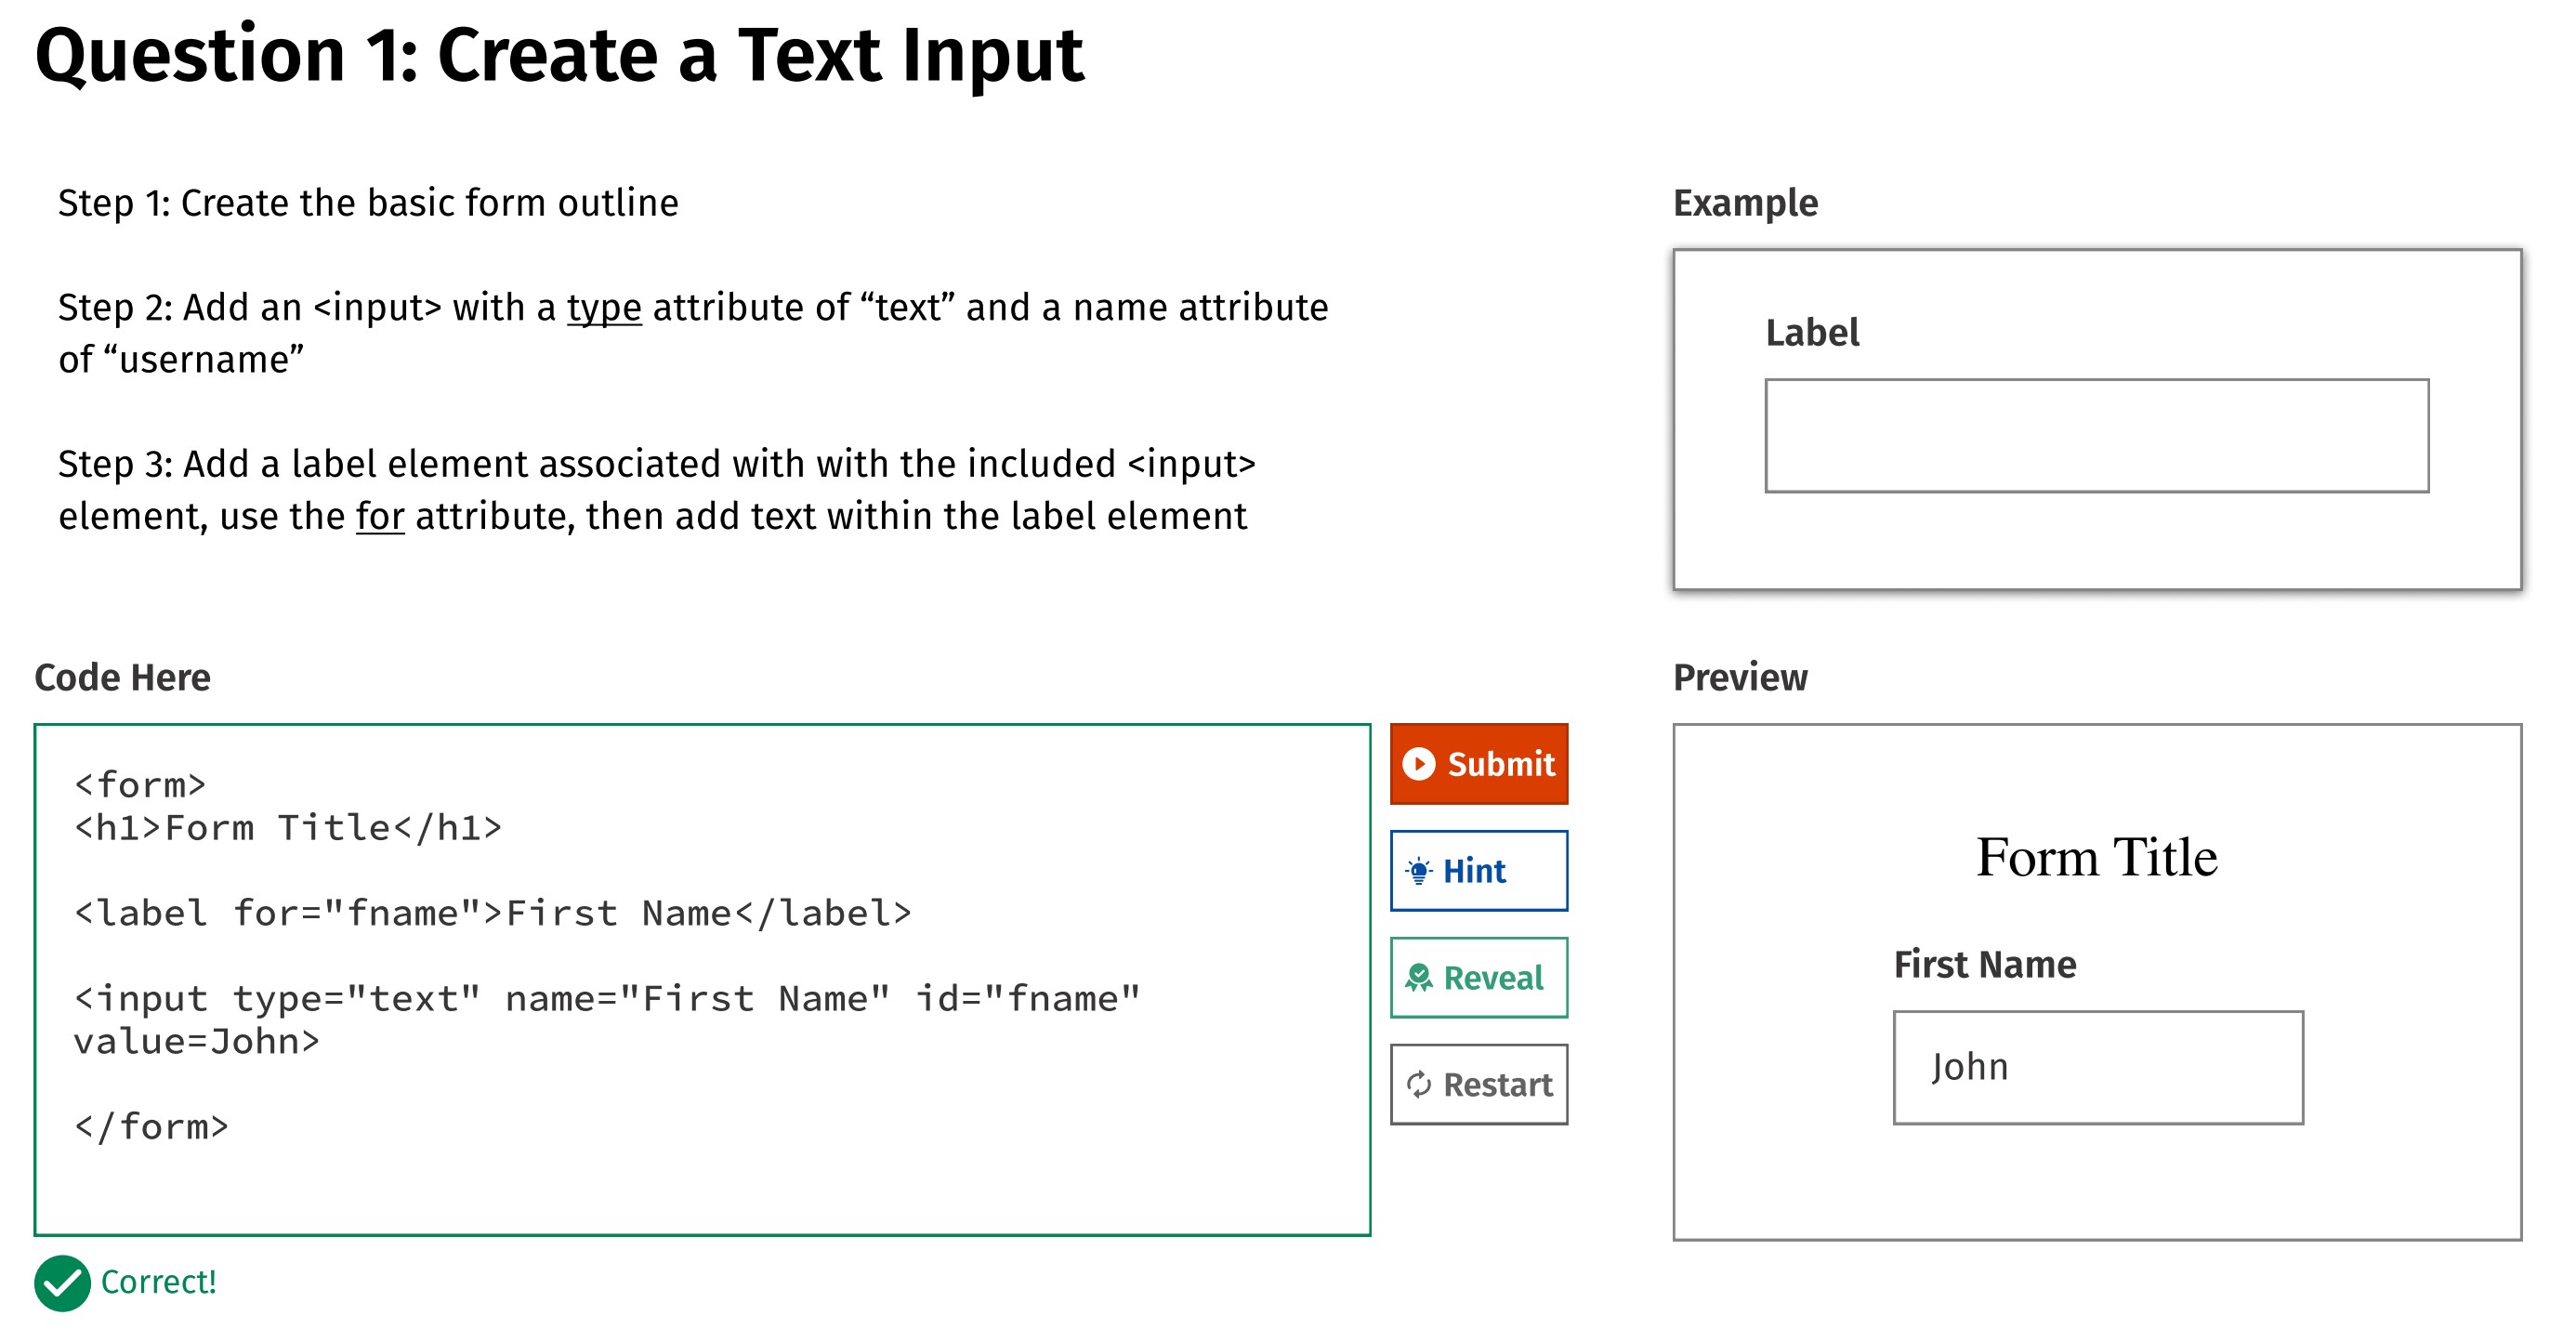 Question 1: Create a Text Input
Step 1: Create the basic form outline
Step 2: Add an <input> with a type attribute of “text” and a name attribute
of “username”
Step 3: Add a label element associated with with the included <input>
element, use the for attribute, then add text within the label element
Example
Label
Code Here
<form>
<h1>Form Title</h1>
<label for="fname">First Name</label>
<input type="text" name="First Name" id="fname"
value=John>
</form>
Submit
Hint
Reveal
Restart
Correct!
Preview
Form Title
First Name
John